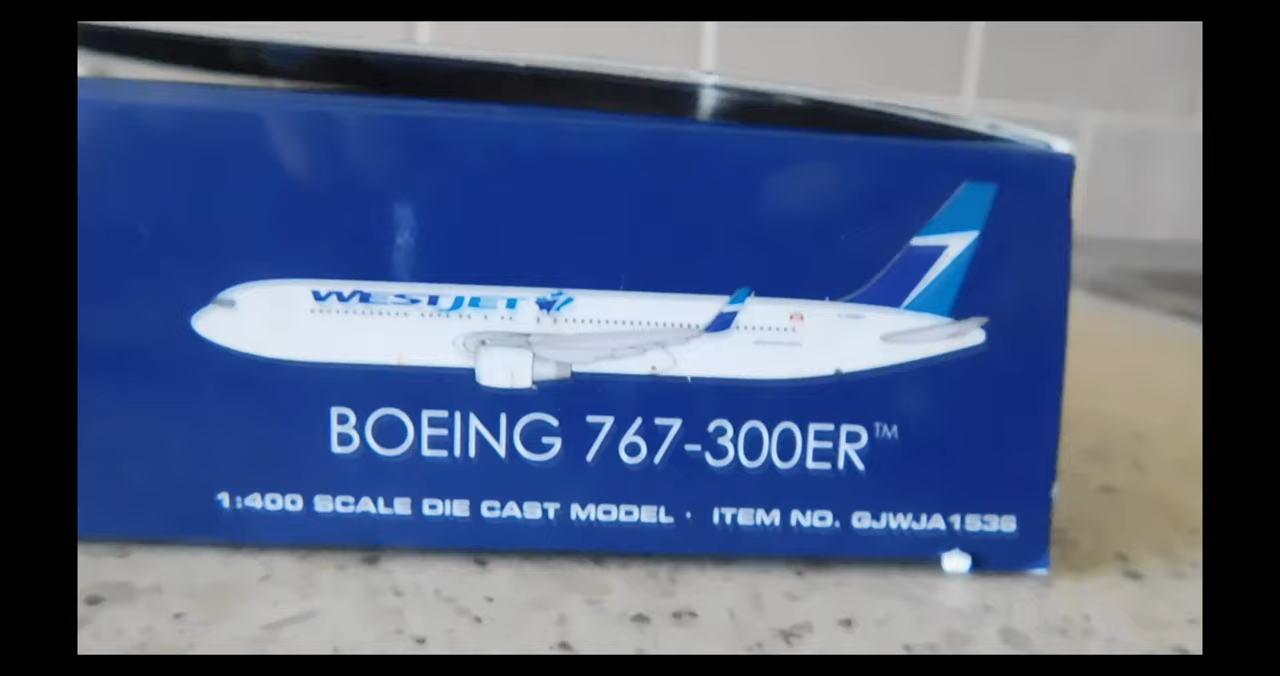 WESTJET
BOEING 767-300ER™
1:400 SCALE DIE CAST MODEL · ITEM NO. GJWJA1536